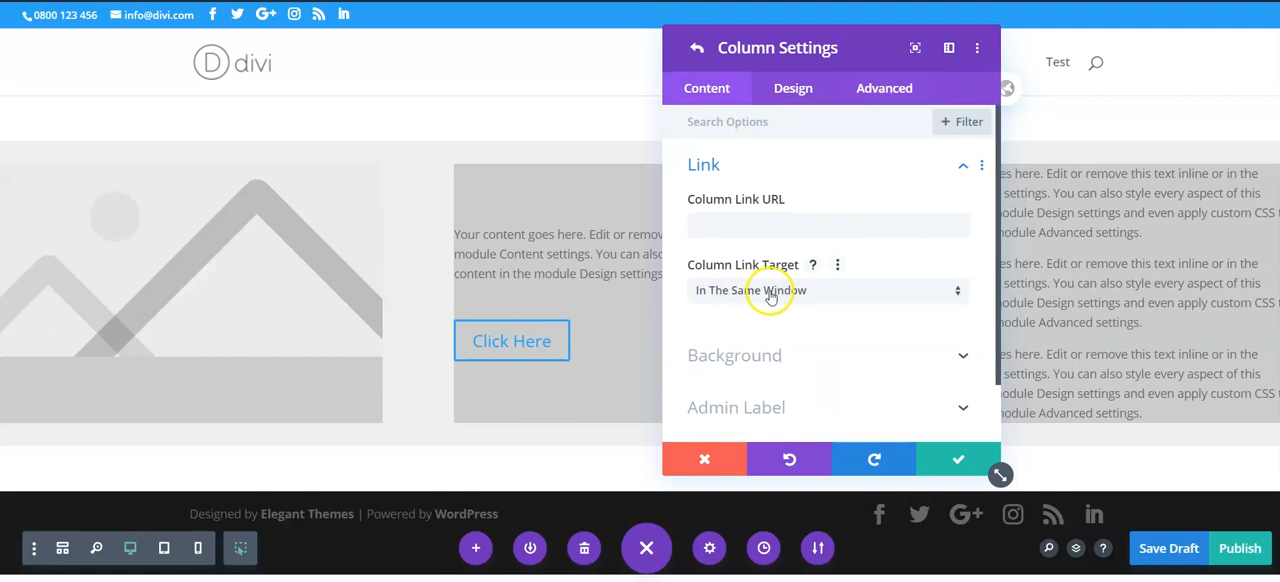 0800 123 456 info@divi.com
divi
Test
Column Settings
Content Design Advanced
Search Options
+ Filter
Link
Column Link URL
Column Link Target ?
In The Same Window
Background
Admin Label
Your content goes here. Edit or remov
module Content settings. You can also
content in the module Design settings
Click Here
es here. Edit or remove this text inline or in the
settings. You can also style every aspect of this
module Design settings and even apply custom CSS t
module Advanced settings.
es here. Edit or remove this text inline or in the
settings. You can also style every aspect of this
module Design settings and even apply custom CSS t
module Advanced settings.
es here. Edit or remove this text inline or in the
settings. You can also style every aspect of this
module Design settings and even apply custom CSS t
module Advanced settings.
Designed by Elegant Themes | Powered by WordPress
Save Draft Publish